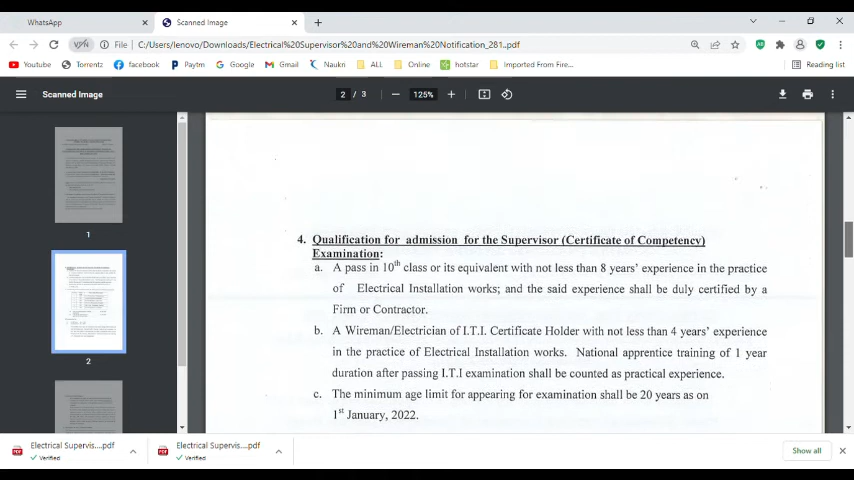 WhatsApp
Scanned Image
VPN File C:/Users/lenovo/Downloads/Electrical%20Supervisor%20and%20Wireman%20Notification_281..pdf
Youtube Torrentz facebook Paytm Google Gmail Naukri ALL Online hotstar Imported From Fire... Reading list
Scanned Image 2 / 3 125%
1
2
4. Qualification for admission for the Supervisor (Certificate of Competency)
Examination:
a. A pass in 10th class or its equivalent with not less than 8 years' experience in the practice
of Electrical Installation works; and the said experience shall be duly certified by a
Firm or Contractor.
b. A Wireman/Electrician of I.T.I. Certificate Holder with not less than 4 years' experience
in the practice of Electrical Installation works. National apprentice training of 1 year
duration after passing I.T.I examination shall be counted as practical experience.
c. The minimum age limit for appearing for examination shall be 20 years as on
1st January, 2022.
Electrical Supervis....pdf
Verified
Electrical Supervis....pdf
Verified
Show all